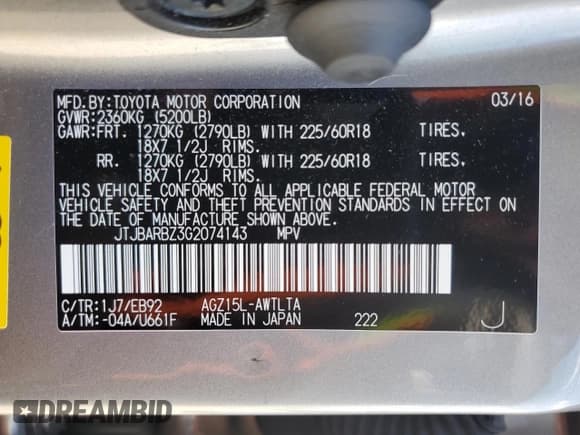 MFD.BY:TOYOTA MOTOR CORPORATION 03/16
GVWR:2360KG (5200LB)
GAWR:FRT. 1270KG (2790LB) WITH 225/60R18 TIRES.
18X7 1/2J RIMS.
RR. 1270KG (2790LB) WITH 225/60R18 TIRES.
18X7 1/2J RIMS.
THIS VEHICLE CONFORMS TO ALL APPLICABLE FEDERAL MOTOR
VEHICLE SAFETY AND THEFT PREVENTION STANDARDS IN EFFECT ON
THE DATE OF MANUFACTURE SHOWN ABOVE.
JTJBARBZ3G2074143 MPV
C/TR:1J7/EB92 AGZ15L-AWTLTA
A/TM:-04A/U661F MADE IN JAPAN 222 J
DREAMBID